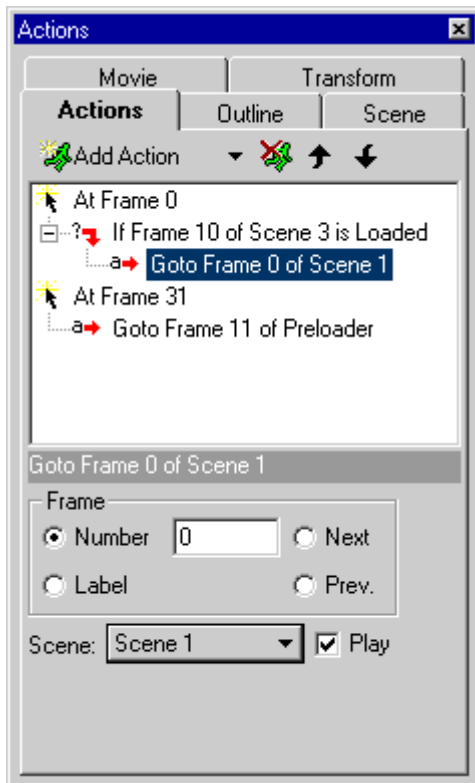 Actions
Movie Transform
Actions Outline Scene
Add Action
At Frame 0
? If Frame 10 of Scene 3 is Loaded
a Goto Frame 0 of Scene 1
At Frame 31
a Goto Frame 11 of Preloader
Goto Frame 0 of Scene 1
Frame
Number 0 Next
Label Prev.
Scene: Scene 1 Play